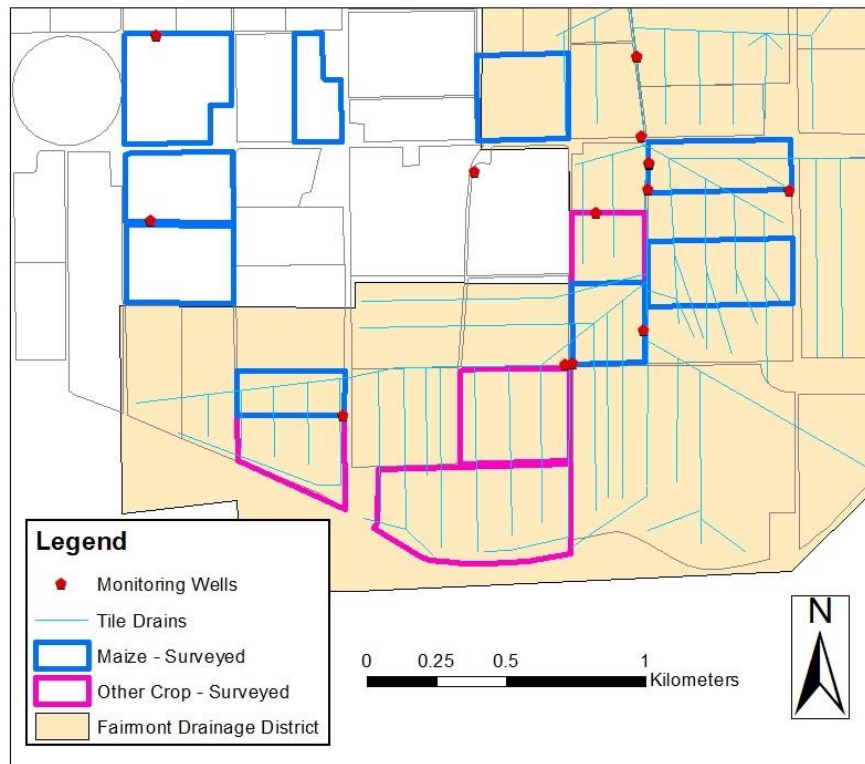 Legend
Monitoring Wells
Tile Drains
Maize - Surveyed
Other Crop - Surveyed
Fairmont Drainage District
0 0.25 0.5 1
Kilometers
N